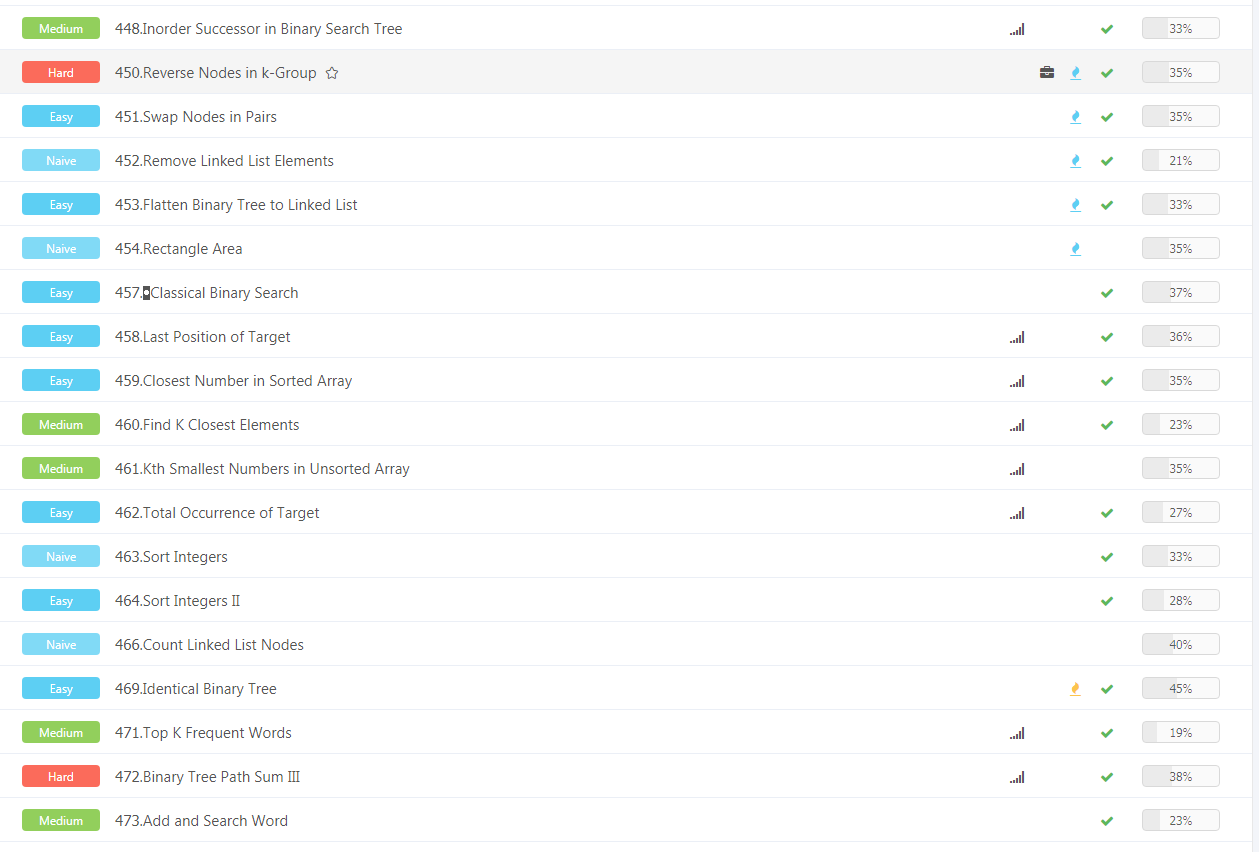 Medium 448.Inorder Successor in Binary Search Tree 33%
Hard 450.Reverse Nodes in k-Group 35%
Easy 451.Swap Nodes in Pairs 35%
Naive 452.Remove Linked List Elements 21%
Easy 453.Flatten Binary Tree to Linked List 33%
Naive 454.Rectangle Area 35%
Easy 457.Classical Binary Search 37%
Easy 458.Last Position of Target 36%
Easy 459.Closest Number in Sorted Array 35%
Medium 460.Find K Closest Elements 23%
Medium 461.Kth Smallest Numbers in Unsorted Array 35%
Easy 462.Total Occurrence of Target 27%
Naive 463.Sort Integers 33%
Easy 464.Sort Integers II 28%
Naive 466.Count Linked List Nodes 40%
Easy 469.Identical Binary Tree 45%
Medium 471.Top K Frequent Words 19%
Hard 472.Binary Tree Path Sum III 38%
Medium 473.Add and Search Word 23%